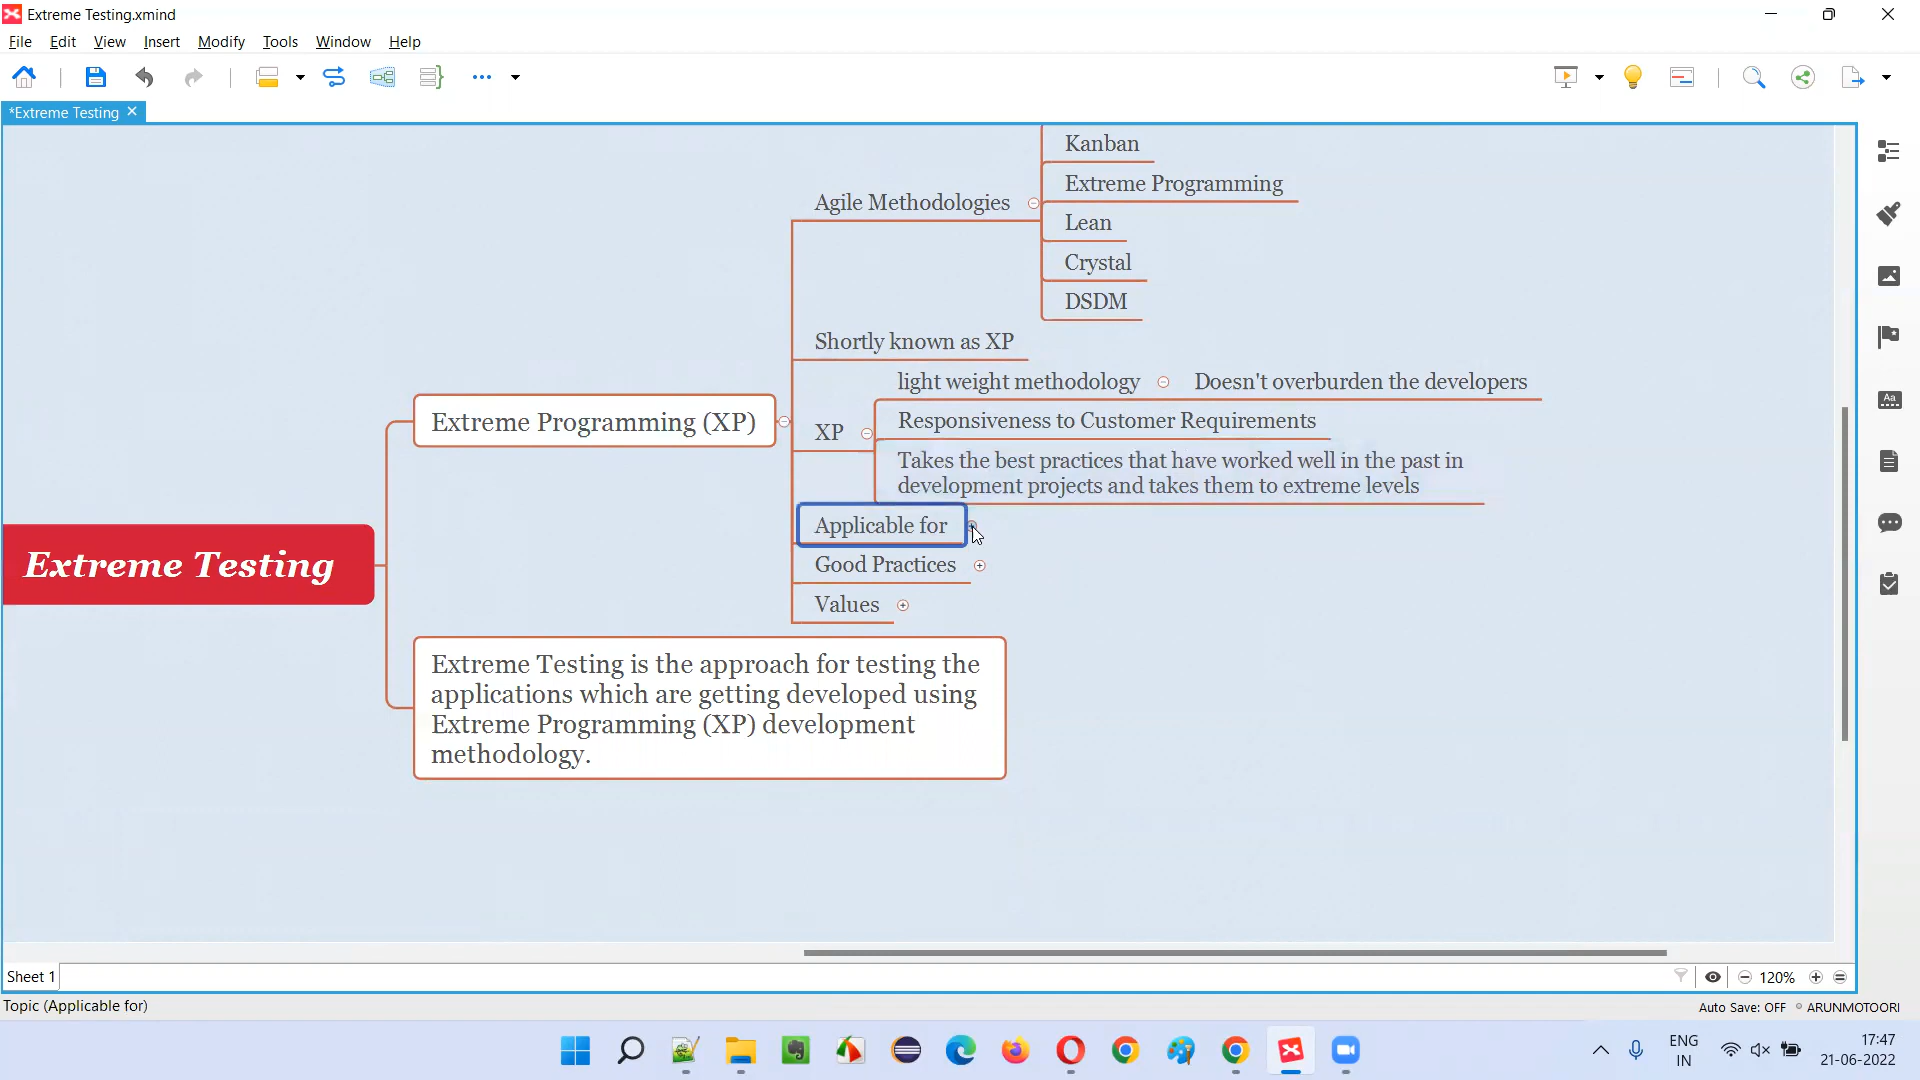 Extreme Testing.xmind
File Edit View Insert Modify Tools Window Help
*Extreme Testing
Kanban
Agile Methodologies
Extreme Programming
Lean
Crystal
DSDM
Shortly known as XP
light weight methodology
Doesn't overburden the developers
Extreme Programming (XP)
XP
Responsiveness to Customer Requirements
Takes the best practices that have worked well in the past in
development projects and takes them to extreme levels
Applicable for
Extreme Testing
Good Practices
Values
Extreme Testing is the approach for testing the
applications which are getting developed using
Extreme Programming (XP) development
methodology.
Sheet 1
120%
Topic (Applicable for)
Auto Save: OFF
ARUNMOTOORI
ENG
IN
17:47
21-06-2022